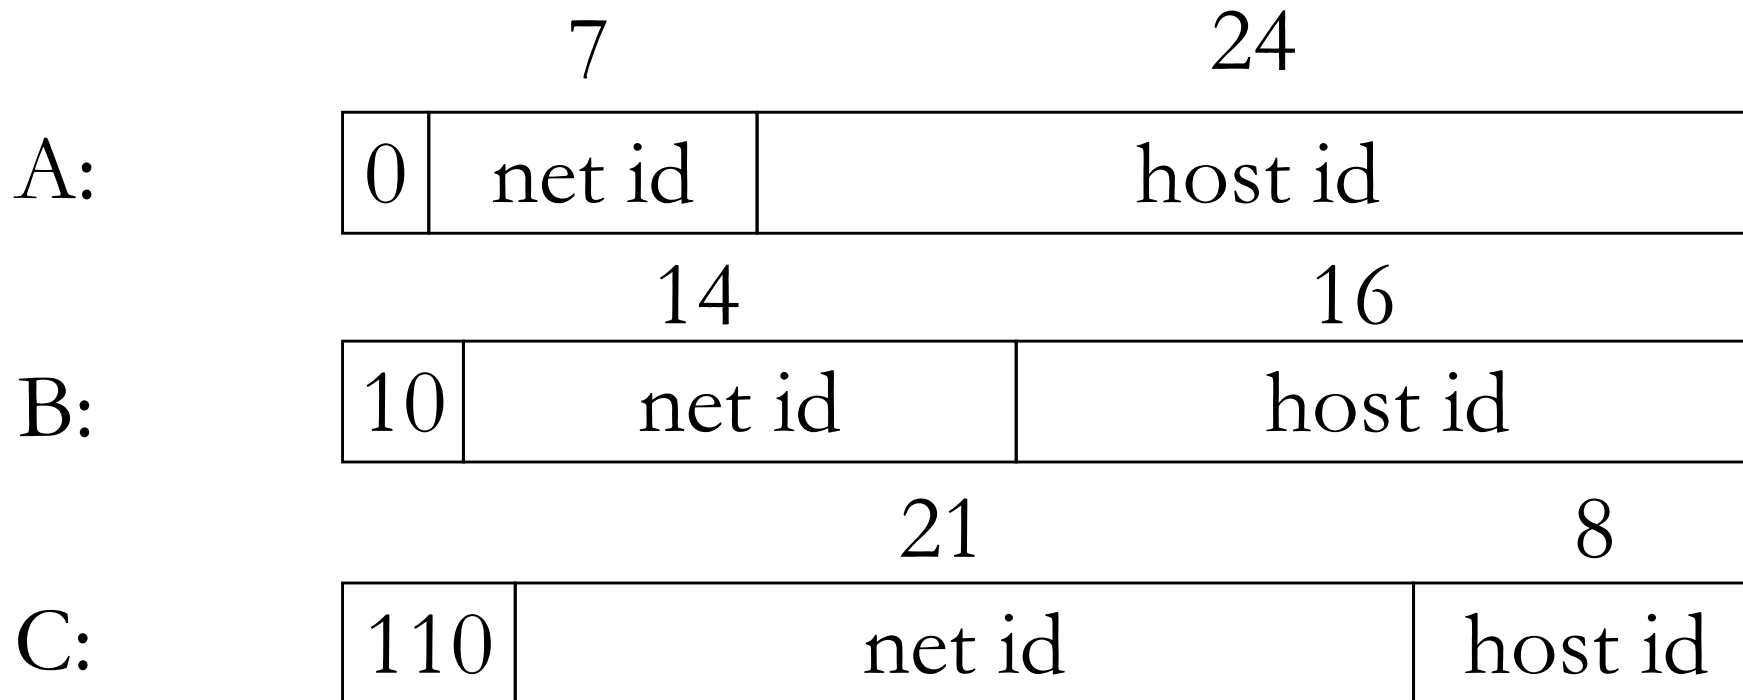 7 24
A: 0 net id host id
14 16
B: 10 net id host id
21 8
C: 110 net id host id